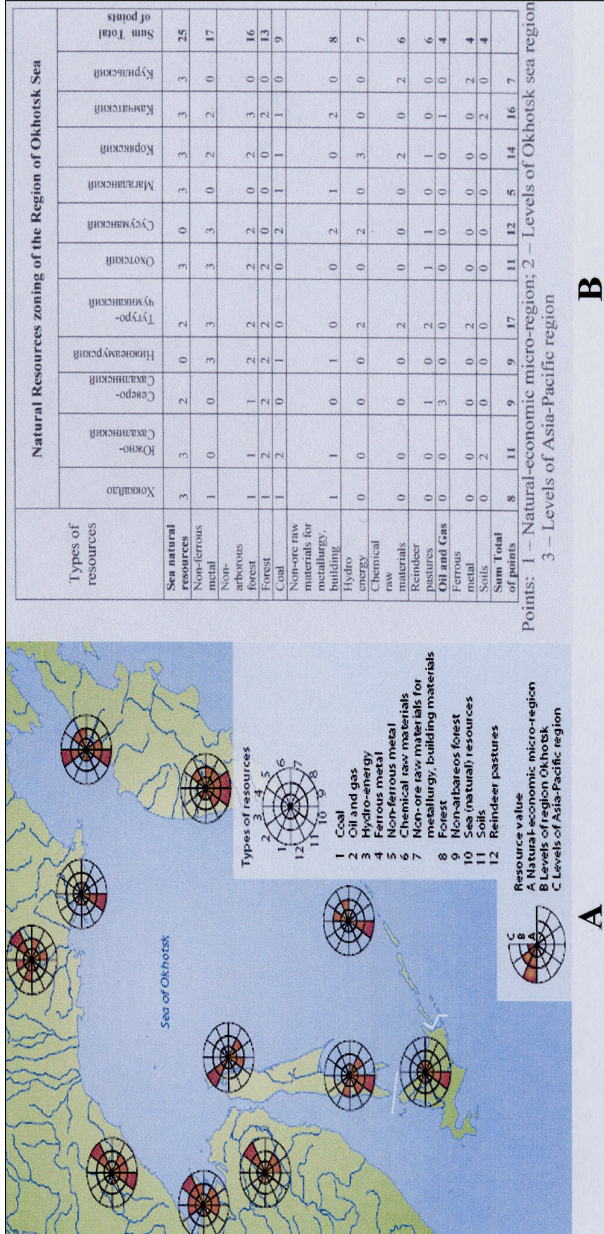 Sea of Okhotsk
Types of resources
1 2 3 4 5 6 7 8 9 10 11 12
1 Coal
2 Oil and gas
3 Hydro-energy
4 Ferrous metal
5 Non-ferrous metal
6 Chemical raw materials
7 Non-ore raw materials for
metallurgy, building materials
8 Forest
9 Non-arbareos forest
10 Sea (natural) resources
11 Soils
12 Reindeer pastures
Resource value
A Natural-economic micro-region
B Levels of region Okhotsk
C Levels of Asia-Pacific region
C
B
A
A
Natural Resources zoning of the Region of Okhotsk Sea
Types of
resources
Хоккайдо
Южно-
Сахалинский
Северо-
Сахалинский
Нижнеамурский
Тугуро-
чумиканский
Охотский
Сусуманский
Магаданский
Корякский
Камчатский
Курильский
Sum Total
of points
Sea natural
resources 3 3 2 0 2 3 0 3 3 3 3 25
Non-ferrous
metal 1 0 0 3 3 3 3 0 2 2 0 17
Non-
arborous
forest 1 1 1 2 2 2 2 0 2 3 0 16
Forest 1 2 2 2 2 2 0 0 0 2 0 13
Coal 1 2 0 1 0 0 2 1 1 1 0 9
Non-ore raw
materials for
metallurgy,
building 1 1 0 1 0 0 2 1 0 2 0 8
Hydro
energy 0 0 0 0 2 0 2 0 3 0 0 7
Chemical
raw
materials 0 0 0 0 2 0 0 0 2 0 2 6
Reindeer
pastures 0 0 1 0 2 1 1 0 1 0 0 6
Oil and Gas 0 0 3 0 0 0 0 0 0 1 0 4
Ferrous
metal 0 0 0 0 2 0 0 0 0 0 2 4
Soils 0 2 0 0 0 0 0 0 0 2 0 4
Sum Total
of points 8 11 9 9 17 11 12 5 14 16 7
Points: 1 – Natural-economic micro-region; 2 – Levels of Okhotsk sea region
3 – Levels of Asia-Pacific region
B